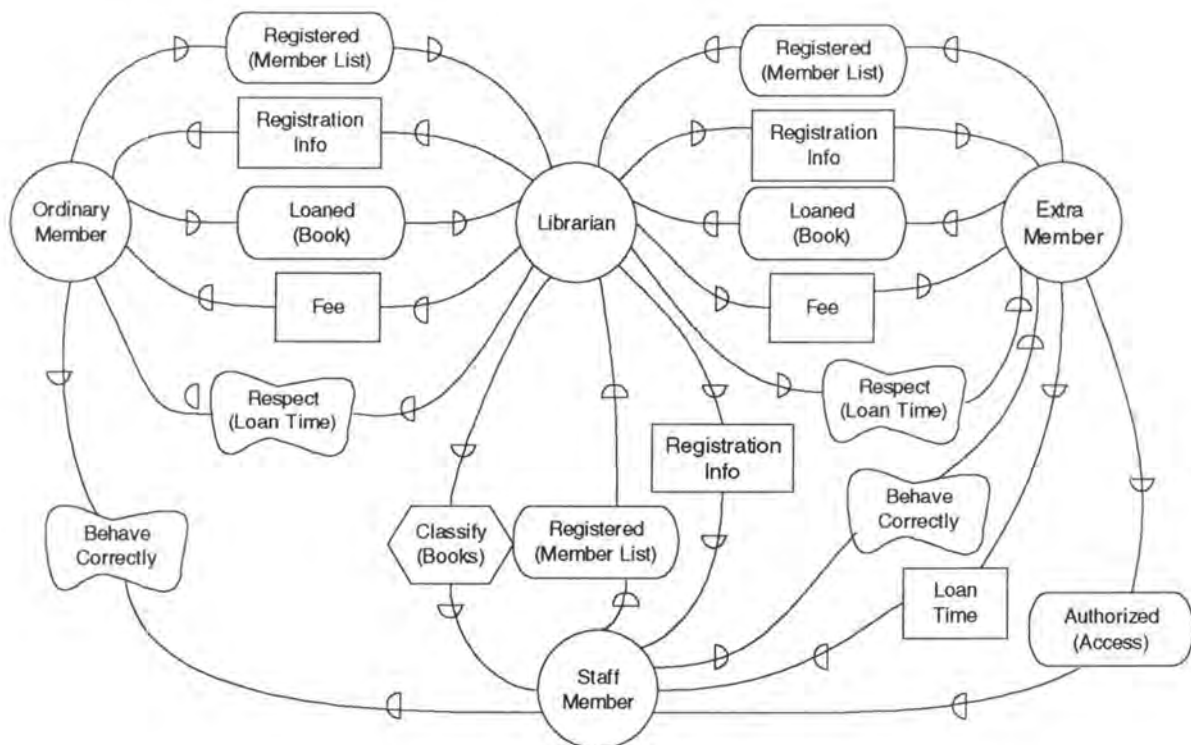 Registered
(Member List)
Registered
(Member List)
Registration
Info
Registration
Info
Ordinary
Member
Loaned
(Book)
Librarian
Loaned
(Book)
Extra
Member
Fee
Fee
Respect
(Loan Time)
Respect
(Loan Time)
Registration
Info
Behave
Correctly
Classify
(Books)
Registered
(Member List)
Behave
Correctly
Loan
Time
Authorized
(Access)
Staff
Member